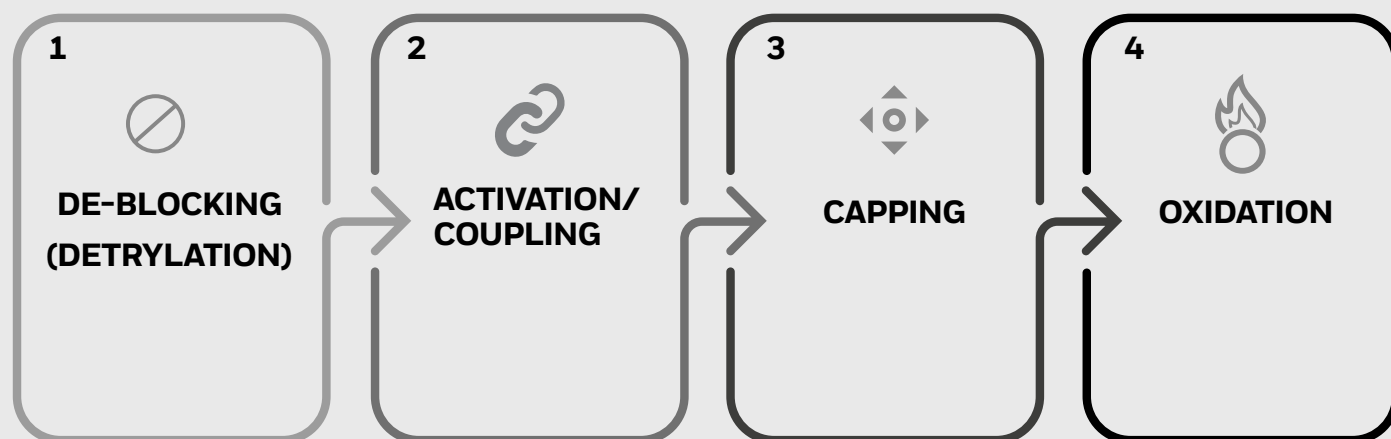 1
DE-BLOCKING
(DETRYLATION)
2
ACTIVATION/
COUPLING
3
CAPPING
4
OXIDATION